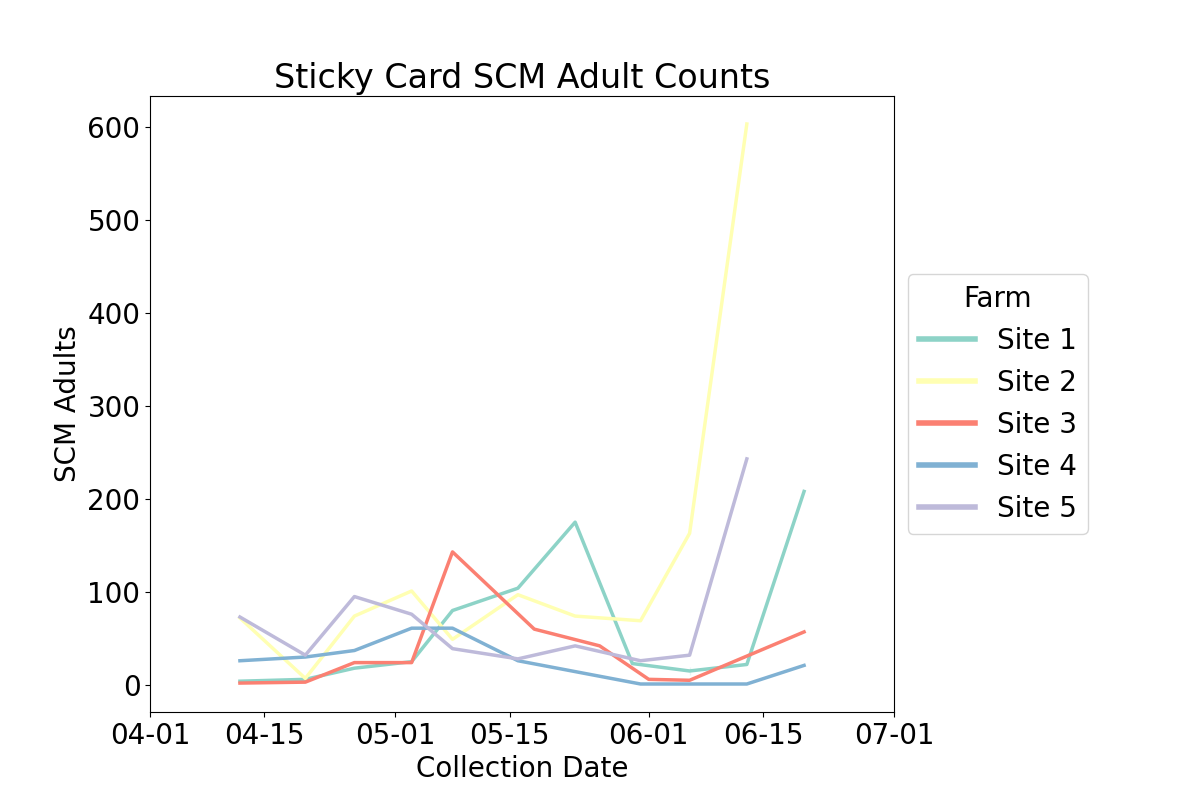 Sticky Card SCM Adult Counts
SCM Adults
600
500
400
300
200
100
0
04-01 04-15 05-01 05-15 06-01 06-15 07-01
Collection Date
Farm
Site 1
Site 2
Site 3
Site 4
Site 5